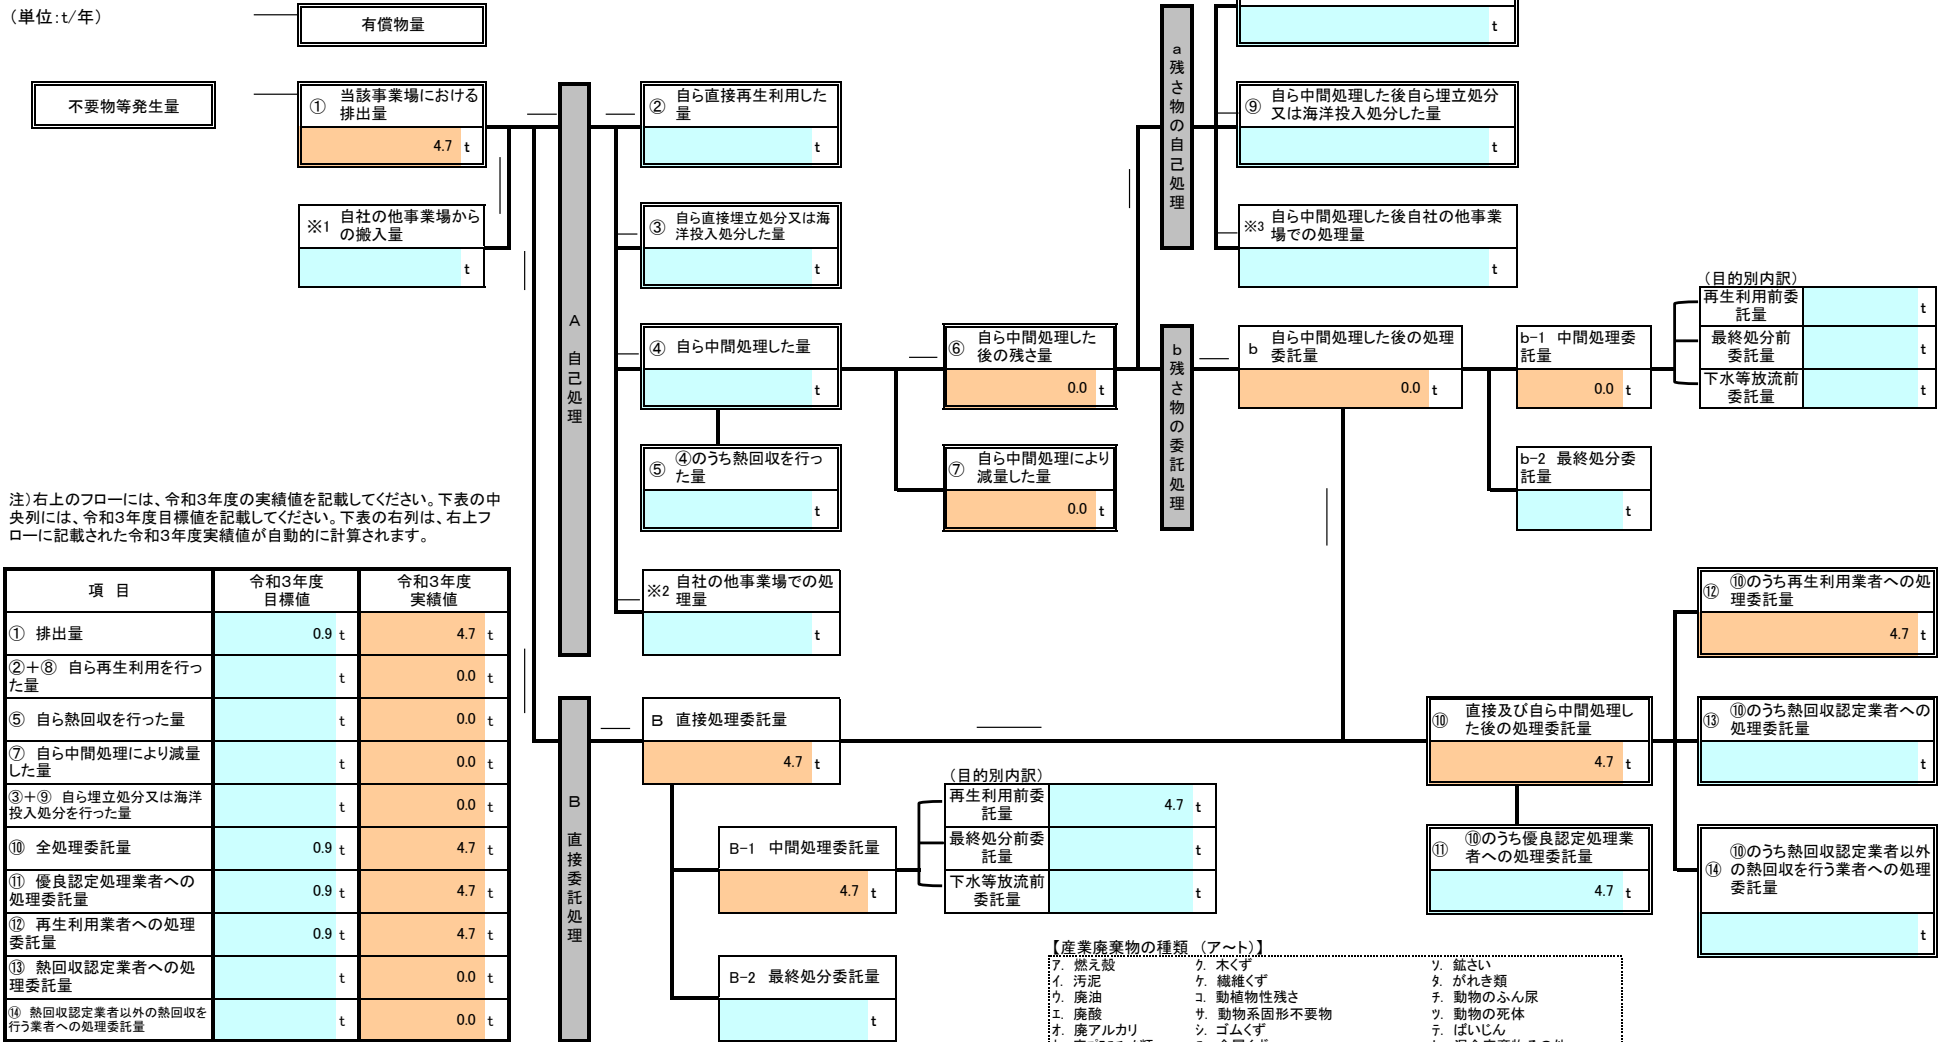 (単位:t/年)
有償物量
不要物等発生量
① 当該事業場における
排出量
4.7 t
※1 自社の他事業場から
の搬入量
t
A 自己処理
② 自ら直接再生利用した
量
t
③ 自ら直接埋立処分又は海
洋投入処分した量
t
④ 自ら中間処理した量
t
⑤ ④のうち熱回収を行っ
た量
t
※2 自社の他事業場での処
理量
t
⑥ 自ら中間処理した
後の残さ量
0.0 t
⑦ 自ら中間処理により
減量した量
0.0 t
a 残さ物の自己処理
t
⑨ 自ら中間処理した後自ら埋立処分
又は海洋投入処分した量
t
※3 自ら中間処理した後自社の他事業
場での処理量
t
b 残さ物の委託処理
b 自ら中間処理した後の処理
委託量
0.0 t
b-1 中間処理委
託量
0.0 t
b-2 最終処分委
託量
t
(目的別内訳)
再生利用前委
託量 t
最終処分前
委託量 t
下水等放流前
委託量 t
注)右上のフローには、令和3年度の実績値を記載してください。下表の中
央列には、令和3年度目標値を記載してください。下表の右列は、右上フ
ローに記載された令和3年度実績値が自動的に計算されます。
項 目 令和3年度
目標値 令和3年度
実績値
① 排出量 0.9 t 4.7 t
②+⑧ 自ら再生利用を行っ
た量 t 0.0 t
⑤ 自ら熱回収を行った量 t 0.0 t
⑦ 自ら中間処理により減量
した量 t 0.0 t
③+⑨ 自ら埋立処分又は海洋
投入処分を行った量 t 0.0 t
⑩ 全処理委託量 0.9 t 4.7 t
⑪ 優良認定処理業者への
処理委託量 0.9 t 4.7 t
⑫ 再生利用業者への処理
委託量 0.9 t 4.7 t
⑬ 熱回収認定業者への処
理委託量 t 0.0 t
⑭ 熱回収認定業者以外の熱回収を
行う業者への処理委託量 t 0.0 t
B 直接委託処理
B 直接処理委託量
4.7 t
B-1 中間処理委託量
4.7 t
B-2 最終処分委託量
t
(目的別内訳)
再生利用前委
託量 4.7 t
最終処分前委
託量 t
下水等放流前
委託量 t
⑩ 直接及び自ら中間処理し
た後の処理委託量
4.7 t
⑪ ⑩のうち優良認定処理業
者への処理委託量
4.7 t
⑫ ⑩のうち再生利用業者への処
理委託量
4.7 t
⑬ ⑩のうち熱回収認定業者への
処理委託量
t
⑭ ⑩のうち熱回収認定業者以外
の熱回収を行う業者への処理
委託量
t
【産業廃棄物の種類 (ア~ト)】
ア. 燃え殻 ク. 木くず ソ. 鉱さい
イ. 汚泥 ケ. 繊維くず タ. がれき類
ウ. 廃油 コ. 動植物性残さ チ. 動物のふん尿
エ. 廃酸 サ. 動物系固形不要物 ツ. 動物の死体
オ. 廃アルカリ シ. ゴムくず テ. ばいじん